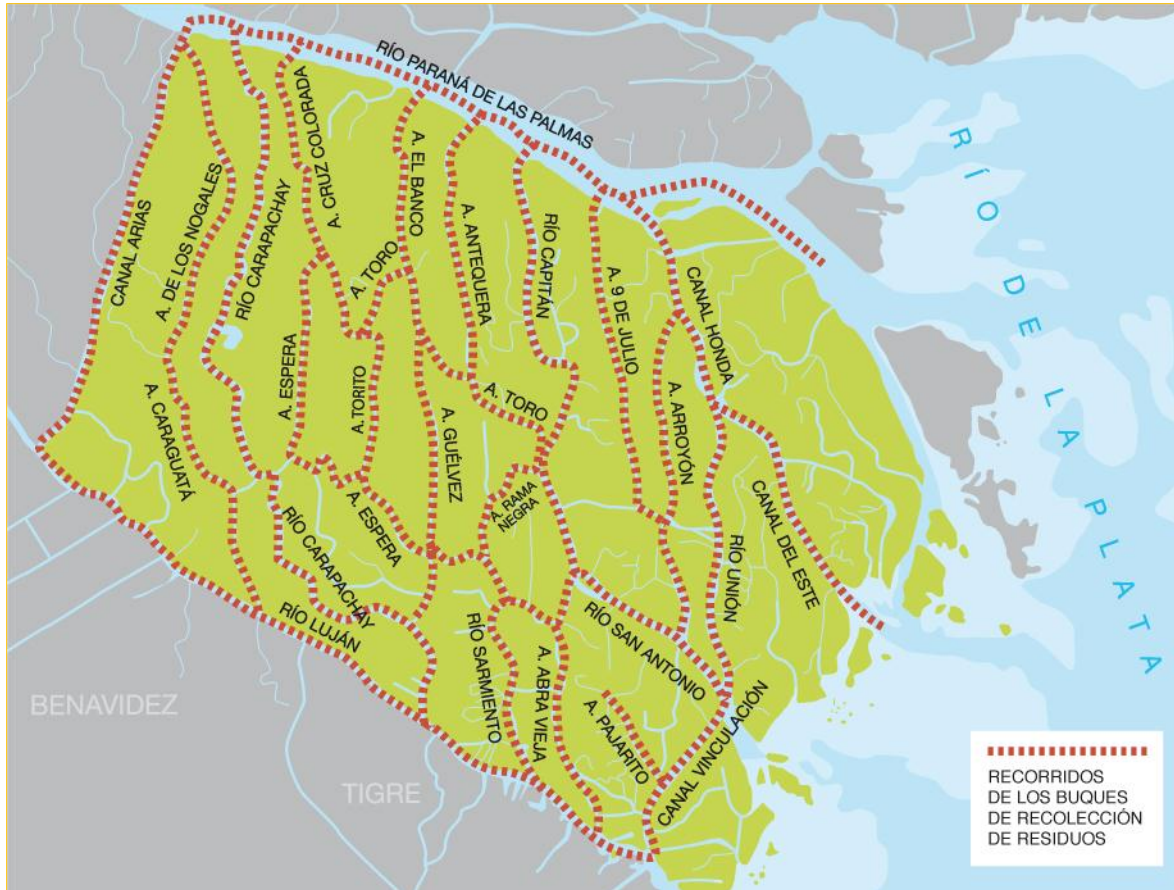 RÍO PARANÁ DE LAS PALMAS
A. CRUZ COLORADA
A. EL BANCO
CANAL ARIAS
A. DE LOS NOGALES
RÍO CARAPACHAY
A. TORO
A. ANTEQUERA
RÍO CAPITÁN
A. 9 DE JULIO
CANAL HONDA
RÍO DE LA PLATA
A. ESPERA
A.TORITO
A. TORO
A. ARROYÓN
A. CARAGUATÁ
A. GUÉLVEZ
A. RAMA
NEGRA
A. ESPERA
RÍO CARAPACHAY
CANAL DEL ESTE
RÍO UNIÓN
RÍO LUJÁN
RÍO SARMIENTO
A. ABRA VIEJA
RÍO SAN ANTONIO
A. PAJARITO
CANAL VINCULACIÓN
BENAVIDEZ
TIGRE
RECORRIDOS
DE LOS BUQUES
DE RECOLECCIÓN
DE RESIDUOS